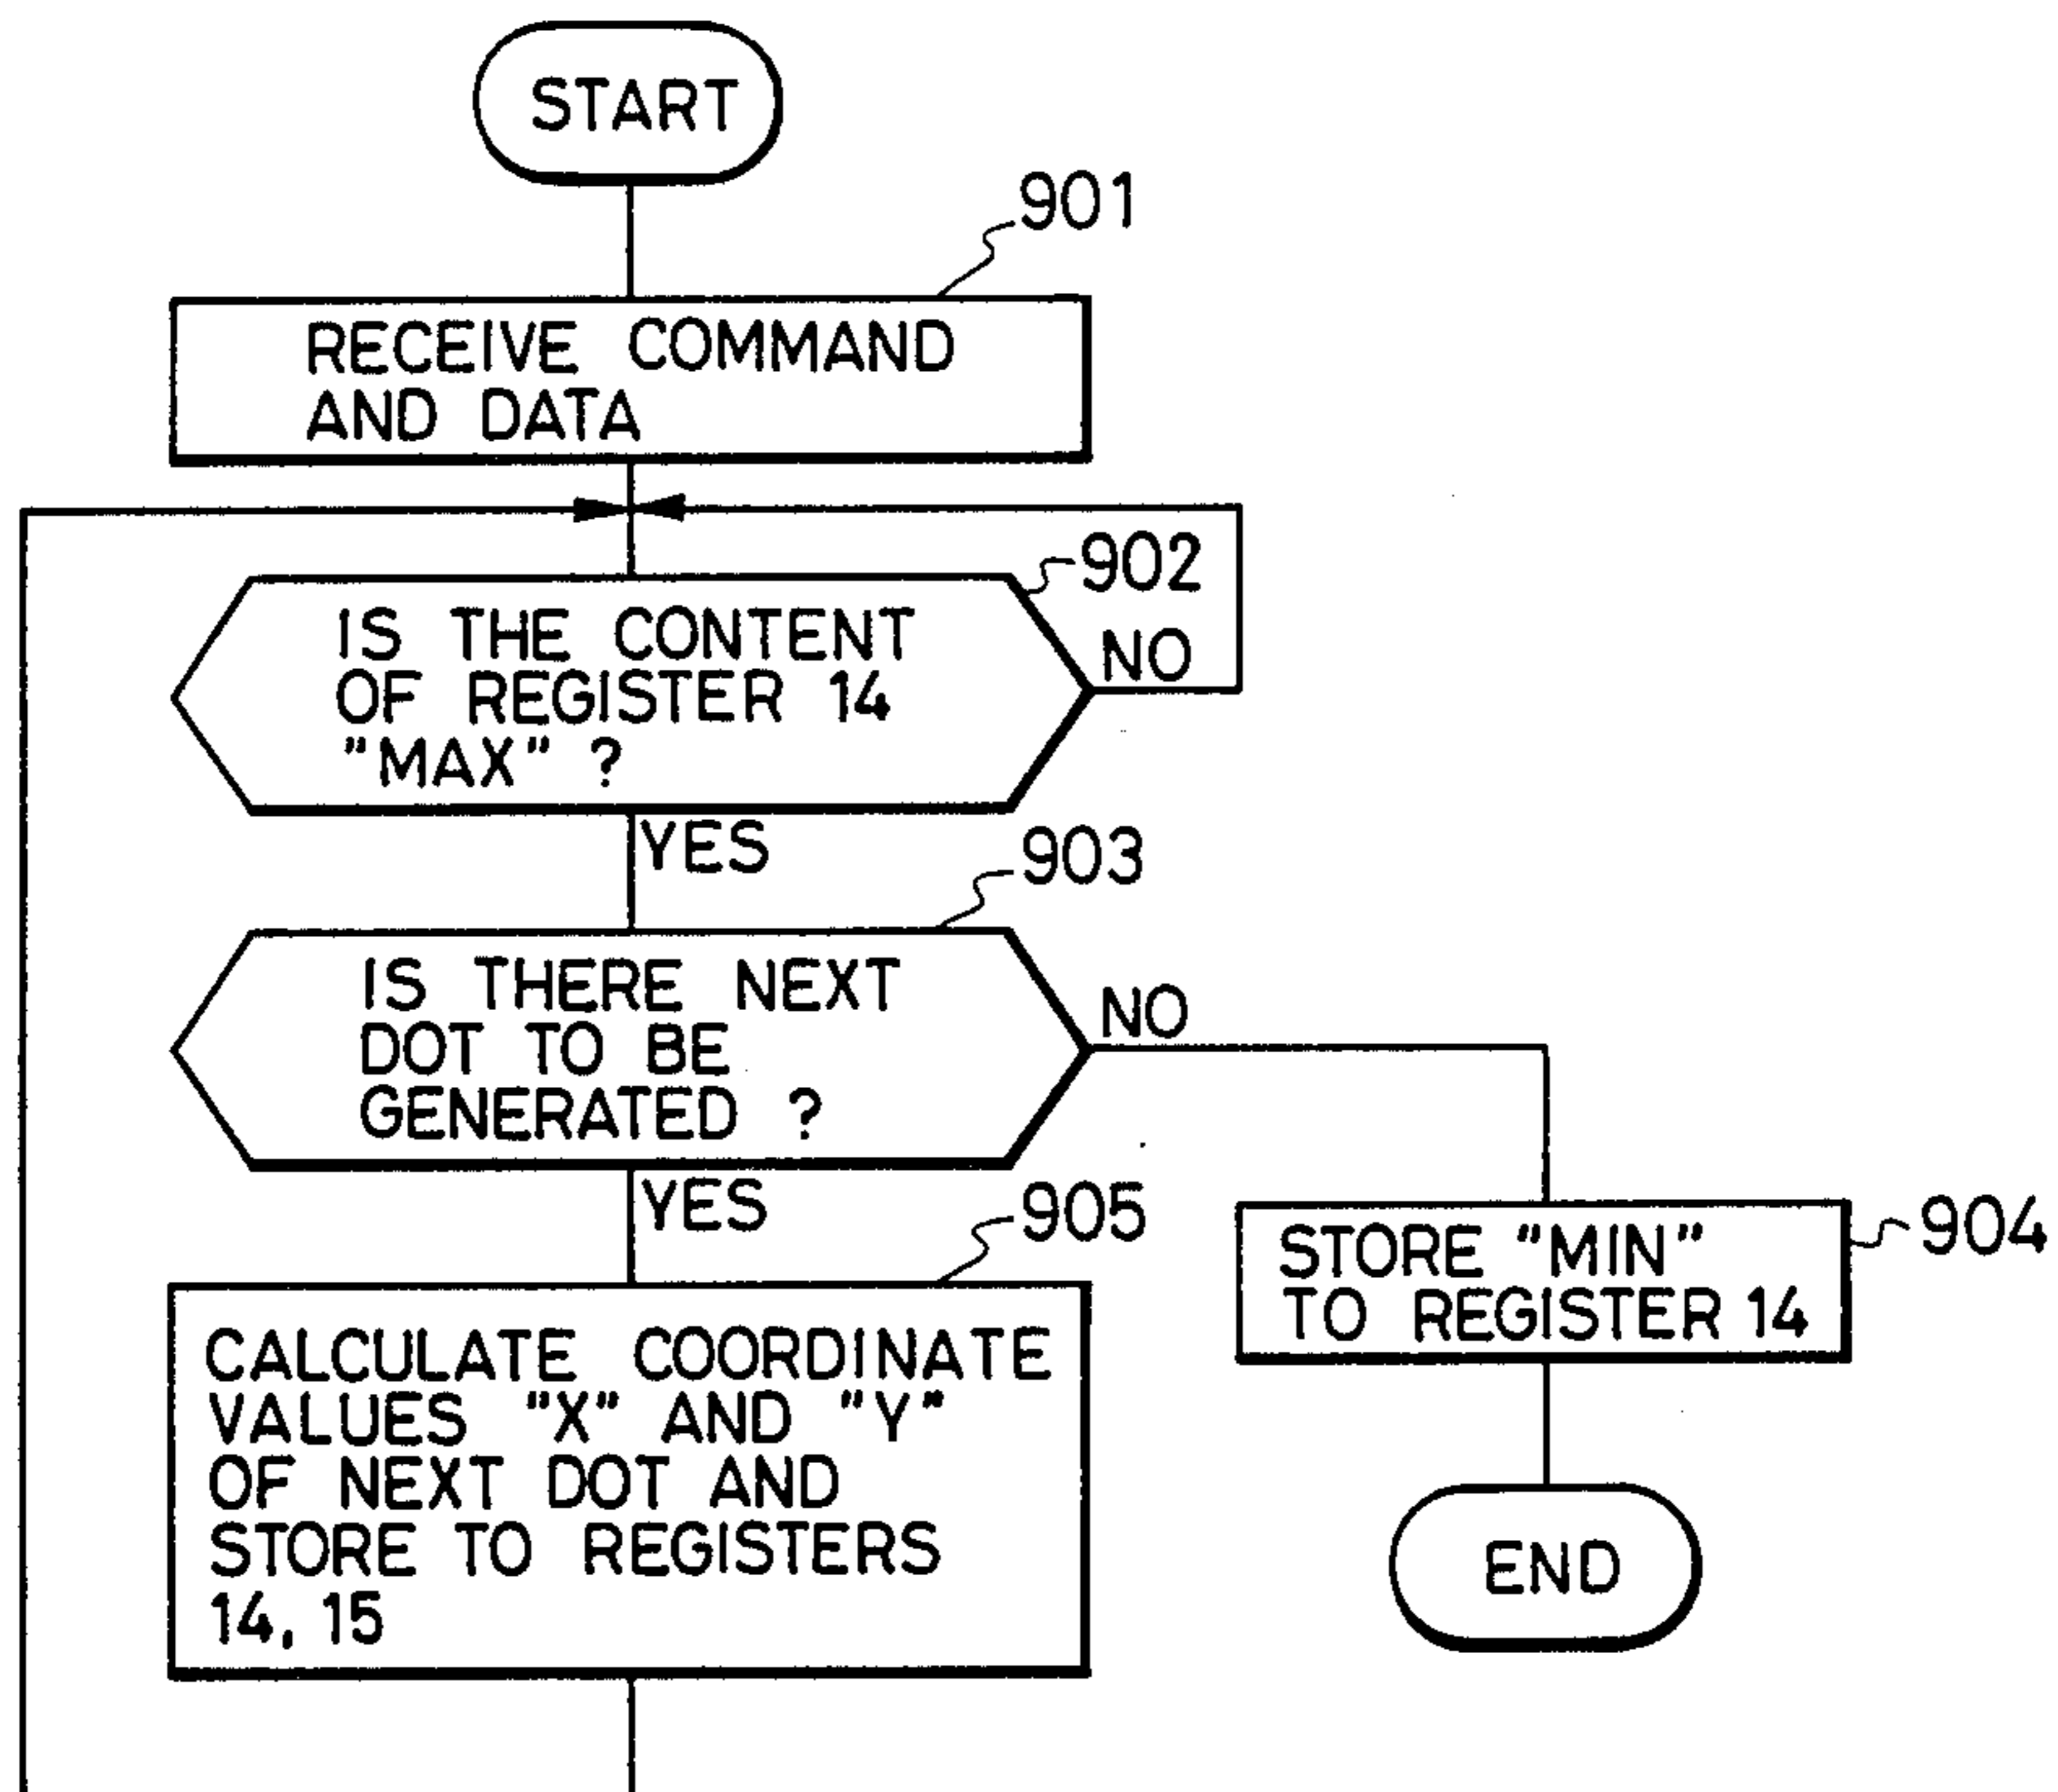 START
901
RECEIVE COMMAND
AND DATA
902
IS THE CONTENT
OF REGISTER 14
"MAX" ?
NO
YES
903
IS THERE NEXT
DOT TO BE
GENERATED ?
NO
YES
905
904
STORE "MIN"
TO REGISTER 14
CALCULATE COORDINATE
VALUES "X" AND "Y"
OF NEXT DOT AND
STORE TO REGISTERS
14, 15
END